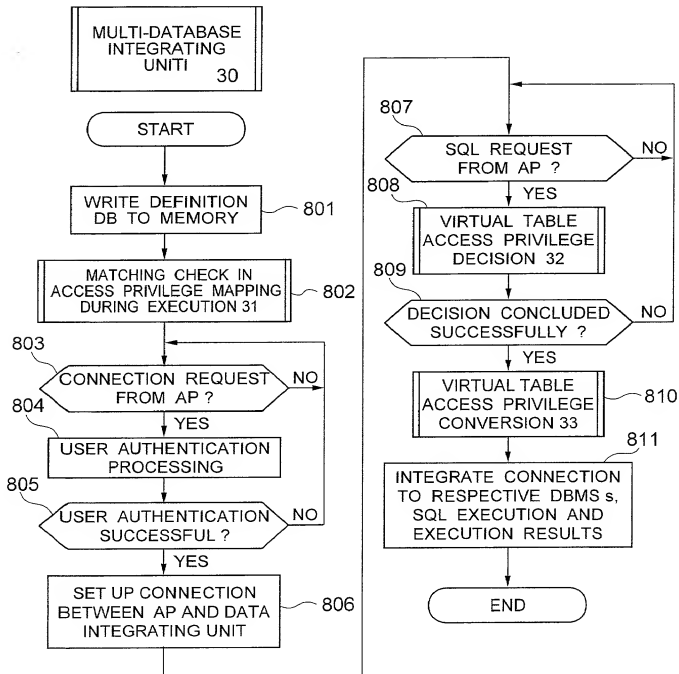 MULTI-DATABASE
INTEGRATING
UNITI
30
START
WRITE DEFINITION
DB TO MEMORY
801
MATCHING CHECK IN
ACCESS PRIVILEGE MAPPING
DURING EXECUTION 31
802
803
CONNECTION REQUEST
FROM AP ?
NO
YES
804
USER AUTHENTICATION
PROCESSING
805
USER AUTHENTICATION
SUCCESSFUL ?
NO
YES
SET UP CONNECTION
BETWEEN AP AND DATA
INTEGRATING UNIT
806
807
SQL REQUEST
FROM AP ?
NO
YES
808
VIRTUAL TABLE
ACCESS PRIVILEGE
DECISION 32
809
DECISION CONCLUDED
SUCCESSFULLY ?
NO
YES
VIRTUAL TABLE
ACCESS PRIVILEGE
CONVERSION 33
810
811
INTEGRATE CONNECTION
TO RESPECTIVE DBMS s,
SQL EXECUTION AND
EXECUTION RESULTS
END